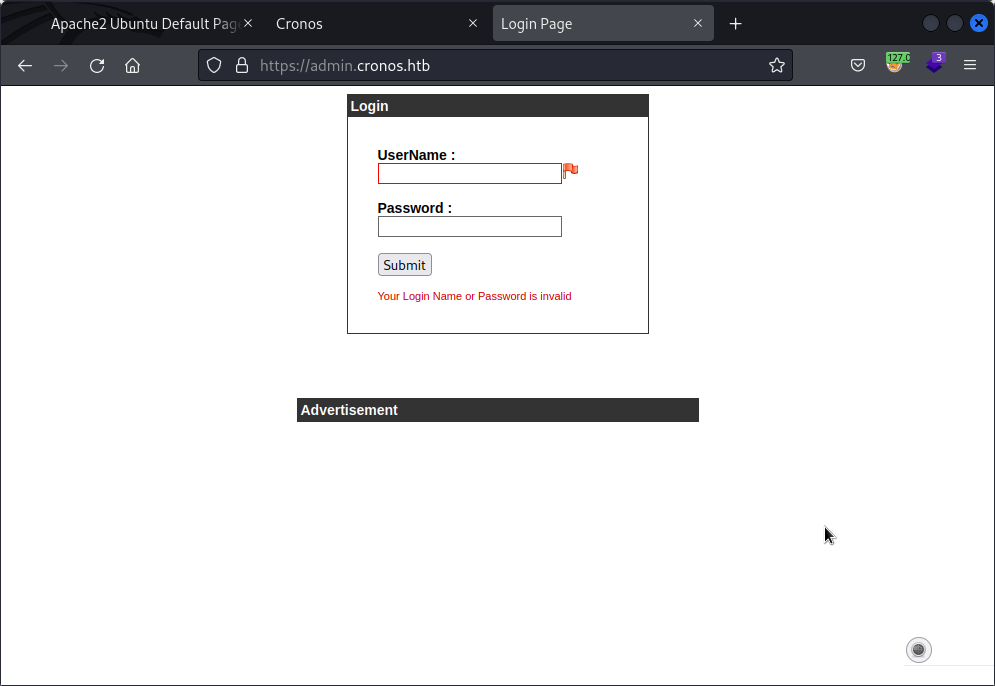 Apache2 Ubuntu Default Pag
Cronos
Login Page
https://admin.cronos.htb
127.0
3
Login
UserName :
Password :
Submit
Your Login Name or Password is invalid
Advertisement